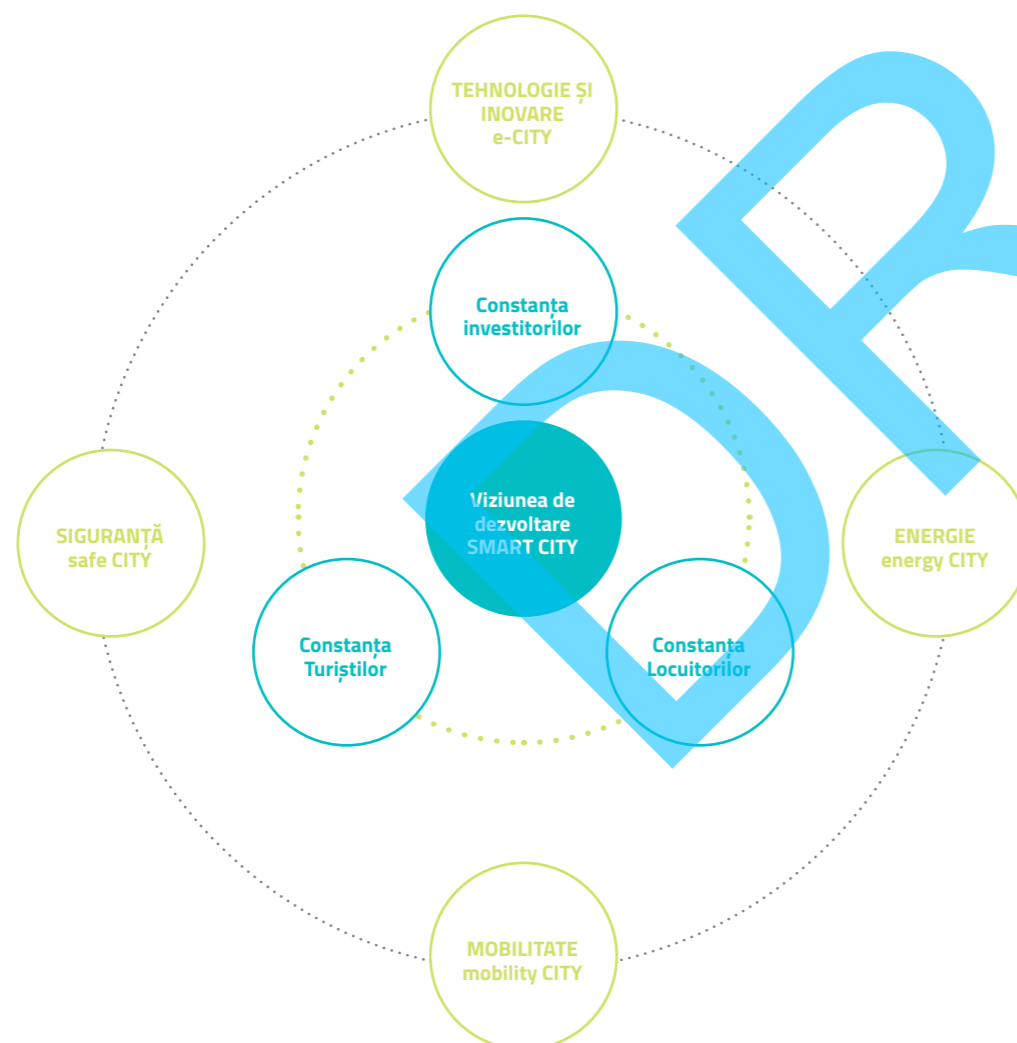 TEHNOLOGIE ȘI
INOVARE
e-CITY
Constanța
investitorilor
Viziunea de
dezvoltare
SMART CITY
SIGURANȚĂ
safe CITY
ENERGIE
energy CITY
Constanța
Turiștilor
Constanța
Locuitorilor
MOBILITATE
mobility CITY
D R